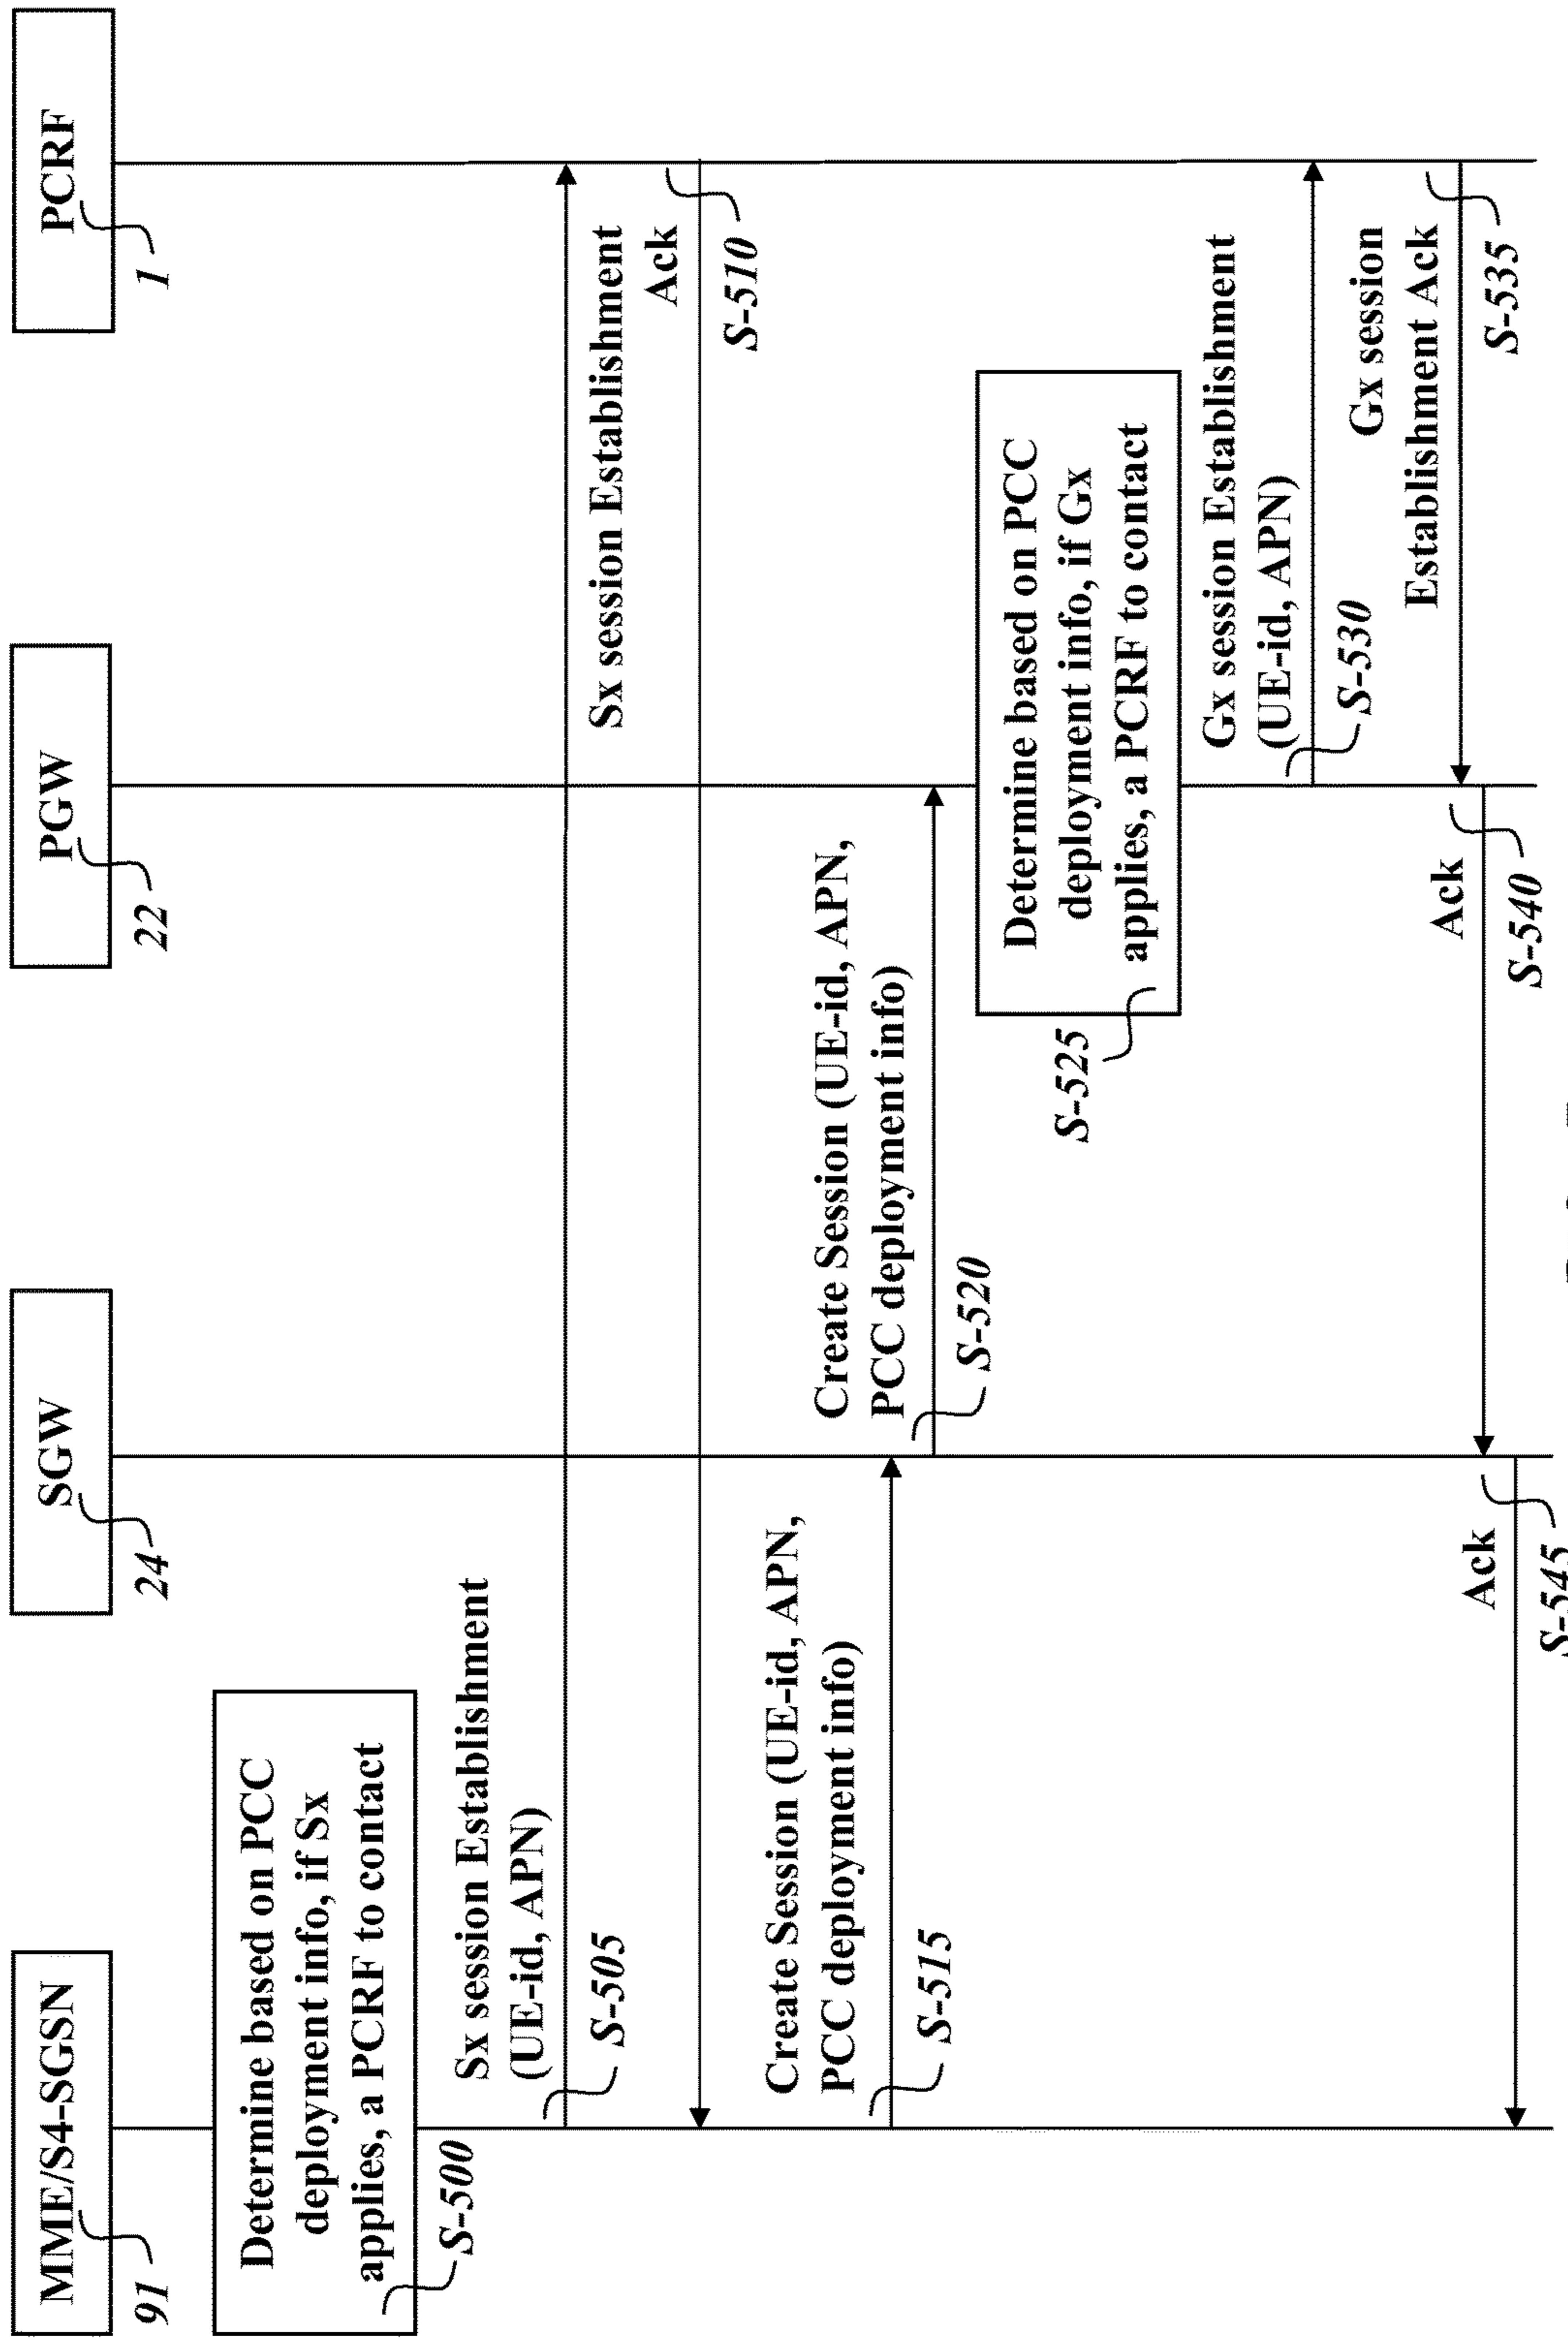 MME/S4-SGSN
91
SGW
24
PGW
22
PCRF
1
Determine based on PCC
deployment info, if Sx
applies, a PCRF to contact
S-500
Sx session Establishment
(UE-id, APN)
S-505
Sx session Establishment
Ack
S-510
Create Session (UE-id, APN,
PCC deployment info)
S-515
Create Session (UE-id, APN,
PCC deployment info)
S-520
Determine based on PCC
deployment info, if Gx
applies, a PCRF to contact
S-525
Gx session Establishment
(UE-id, APN)
S-530
Gx session
Establishment Ack
S-535
Ack
S-540
Ack
S-545